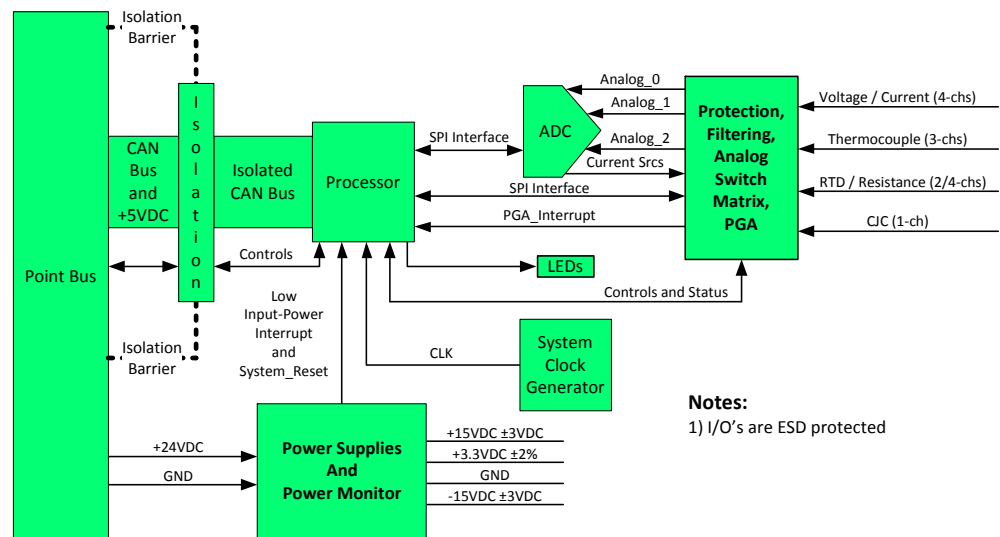 Isolation
Barrier
Point Bus
CAN
Bus
and
+5VDC
Isolation
Isolated
CAN Bus
Controls
Processor
SPI Interface
ADC
Analog_0
Analog_1
Analog_2
Current Srcs
SPI Interface
PGA_Interrupt
LEDs
Controls and Status
Protection,
Filtering,
Analog
Switch
Matrix,
PGA
Voltage / Current (4-chs)
Thermocouple (3-chs)
RTD / Resistance (2/4-chs)
CJC (1-ch)
Low
Input-Power
Interrupt
and
System_Reset
Isolation
Barrier
CLK
System
Clock
Generator
+24VDC
GND
Power Supplies
And
Power Monitor
+15VDC ±3VDC
+3.3VDC ±2%
GND
-15VDC ±3VDC
Notes:
1) I/O's are ESD protected